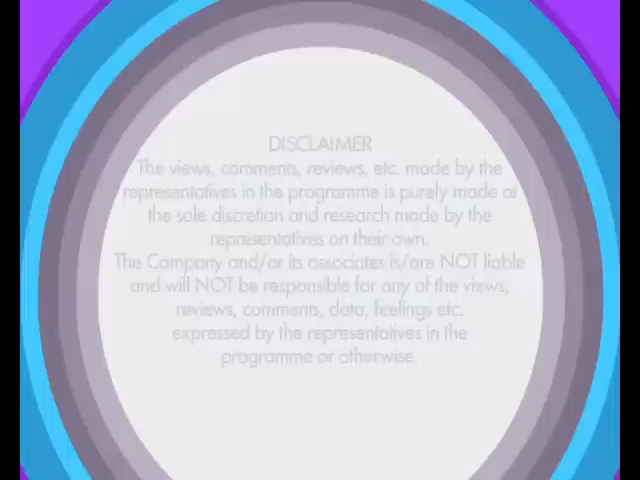 DISCLAIMER
The views, comments, reviews, etc. made by the
representatives in the programme is purely made at
the sole discretion and research made by the
representatives on their own.
The Company and/or its associates is/are NOT liable
and will NOT be responsible for any of the views,
reviews, comments, data, feelings etc.
expressed by the representatives in the
programme or otherwise.